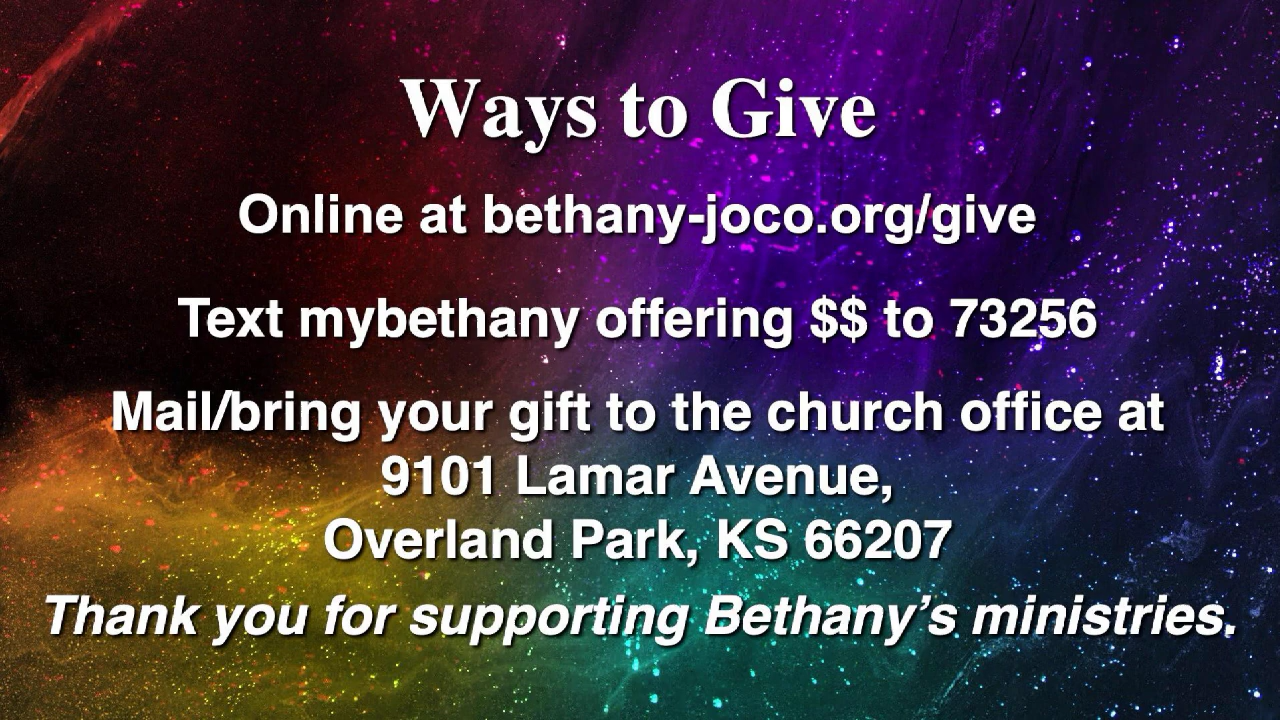 Ways to Give
Online at bethany-joco.org/give
Text mybethany offering $$ to 73256
Mail/bring your gift to the church office at
9101 Lamar Avenue,
Overland Park, KS 66207
Thank you for supporting Bethany’s ministries.